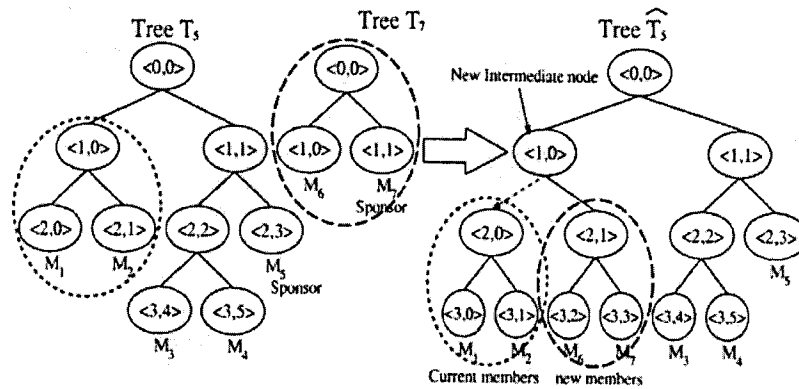 Tree T5
Tree T7
Tree T̂5
<0,0>
<0,0>
New Intermediate node
<0,0>
<1,0>
<1,1>
<1,0>
<1,1>
<1,0>
<1,1>
M6
M7
Sponsor
<2,0>
<2,1>
<2,2>
<2,3>
<2,0>
<2,1>
<2,2>
<2,3>
M1
M2
M5
Sponsor
M5
<3,4>
<3,5>
<3,0>
<3,1>
<3,2>
<3,3>
<3,4>
<3,5>
M3
M4
M1
M2
M6
M7
M3
M4
Current members
new members